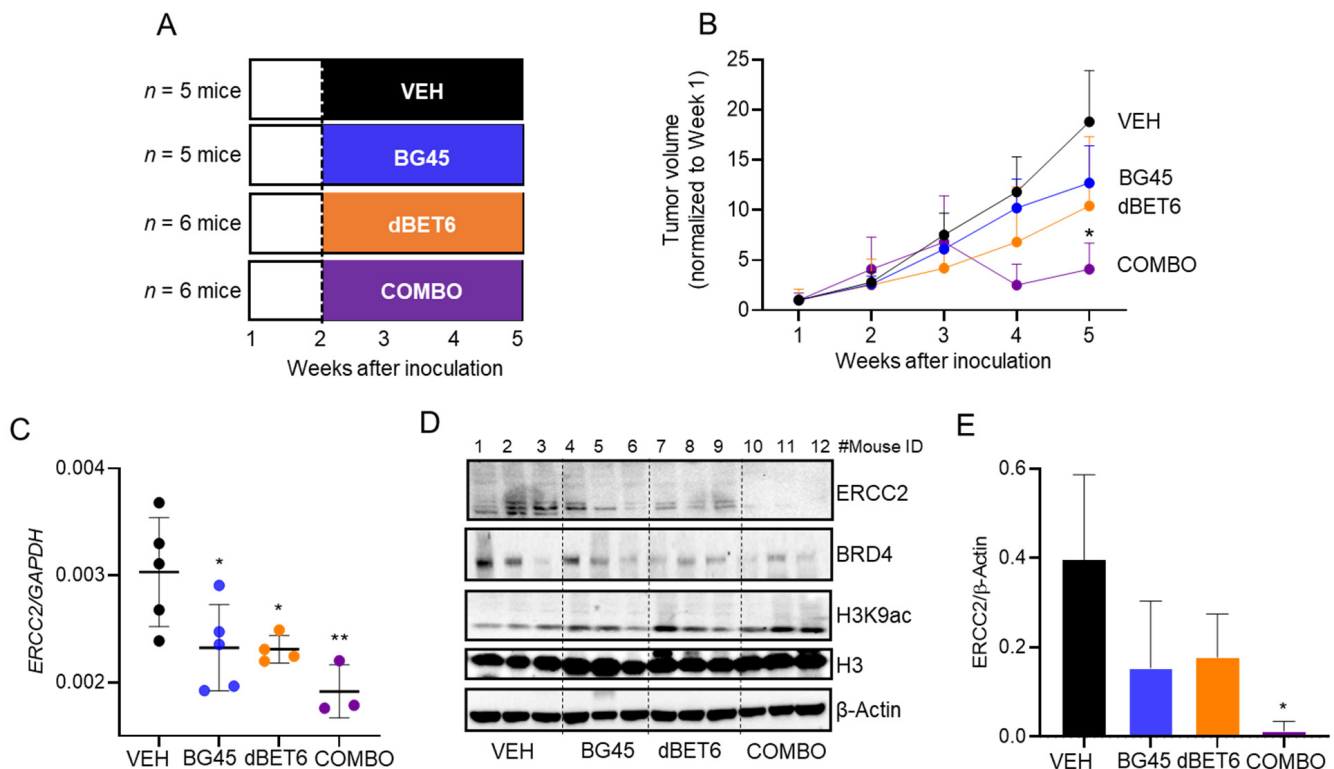 A
n = 5 mice VEH
n = 5 mice BG45
n = 6 mice dBET6
n = 6 mice COMBO
1 2 3 4 5
Weeks after inoculation
B
Tumor volume
(normalized to Week 1)
25
20
15
10
5
0
1 2 3 4 5
Weeks after inoculation
VEH
BG45
dBET6
*
COMBO
C
ERCC2/GAPDH
0.004
0.003
0.002
*
*
**
VEH BG45 dBET6 COMBO
D
1 2 3 4 5 6 7 8 9 10 11 12 #Mouse ID
ERCC2
BRD4
H3K9ac
H3
β-Actin
VEH BG45 dBET6 COMBO
E
ERCC2/β-Actin
0.6
0.4
0.2
0.0
*
VEH BG45 dBET6 COMBO